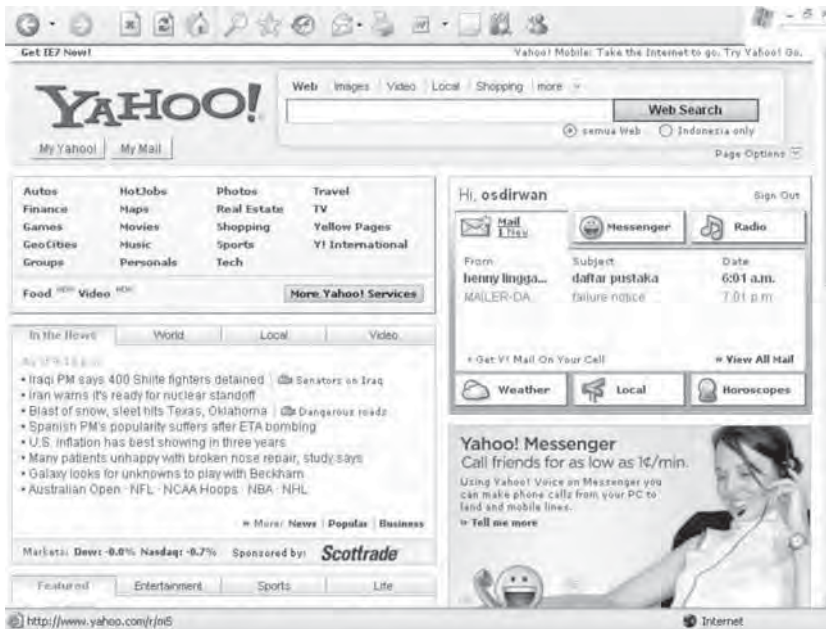 Get IE7 Now!
Yahoo! Mobile: Take the Internet to go. Try Yahoo! Go.
YAHOO!
Web Images Video Local Shopping more
Web Search
semua Web Indonesia only
My Yahoo! My Mail
Page Options
Autos HotJobs Photos Travel
Finance Maps Real Estate TV
Games Movies Shopping Yellow Pages
GeoCities Music Sports Y! International
Groups Personals Tech
Food NEW! Video NEW!
More Yahoo! Services
Hi, osdirwan
Sign Out
Mail
1 New
Messenger
Radio
From Subject Date
henny lingga... daftar pustaka 6:01 a.m.
MAILER-DA failure notice 7:01 p.m.
Get Y! Mail On Your Cell
» View All Mail
Weather Local Horoscopes
In the News World Local Video
• Iraqi PM says 400 Shiite fighters detained | Senators on Iraq
• Iran warns it's ready for nuclear standoff
• Blast of snow, sleet hits Texas, Oklahoma | Dangerous roads
• Spanish PM's popularity suffers after ETA bombing
• U.S. inflation has best showing in three years
• Many patients unhappy with broken nose repair, study says
• Galaxy looks for unknowns to play with Beckham
• Australian Open · NFL · NCAA Hoops · NBA · NHL
» More: News | Popular | Business
Markets: Dow: -0.0% Nasdaq: -0.7% Sponsored by: Scottrade
Featured Entertainment Sports Life
Yahoo! Messenger
Call friends for as low as 1¢/min.
Using Yahoo! Voice on Messenger you
can make phone calls from your PC to
land and mobile lines.
» Tell me more
http://www.yahoo.com/r/m5
Internet